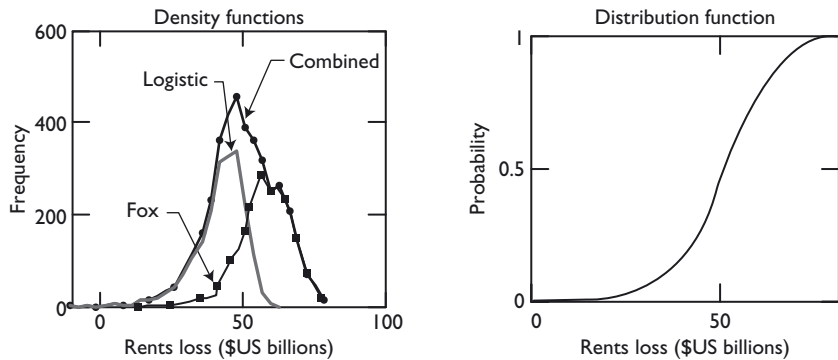 Density functions
600
400
200
0
Frequency
Logistic
Combined
Fox
0 50 100
Rents loss ($US billions)
Distribution function
1
0.5
0
Probability
0 50
Rents loss ($US billions)